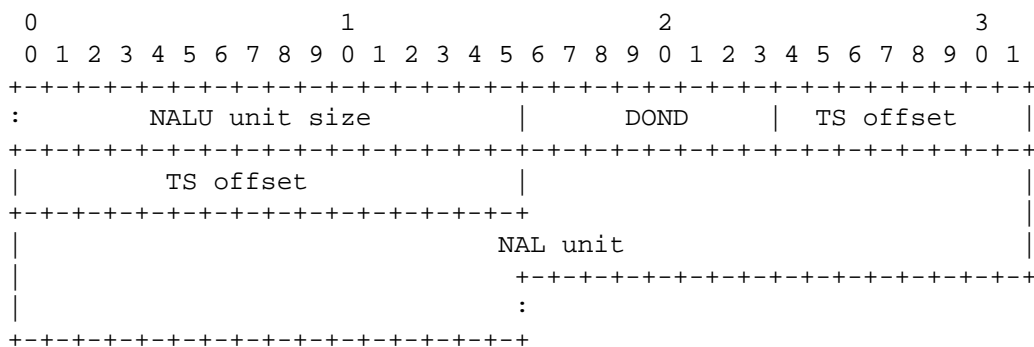 0                   1                   2                   3
 0 1 2 3 4 5 6 7 8 9 0 1 2 3 4 5 6 7 8 9 0 1 2 3 4 5 6 7 8 9 0 1
+-+-+-+-+-+-+-+-+-+-+-+-+-+-+-+-+-+-+-+-+-+-+-+-+-+-+-+-+-+-+-+-+
:        NALU unit size         |      DOND     |  TS offset    |
+-+-+-+-+-+-+-+-+-+-+-+-+-+-+-+-+-+-+-+-+-+-+-+-+-+-+-+-+-+-+-+-+
|         TS offset             |                               |
+-+-+-+-+-+-+-+-+-+-+-+-+-+-+-+-+                               |
|                              NAL unit                         |
|                               +-+-+-+-+-+-+-+-+-+-+-+-+-+-+-+-+
|                               :
+-+-+-+-+-+-+-+-+-+-+-+-+-+-+-+-+